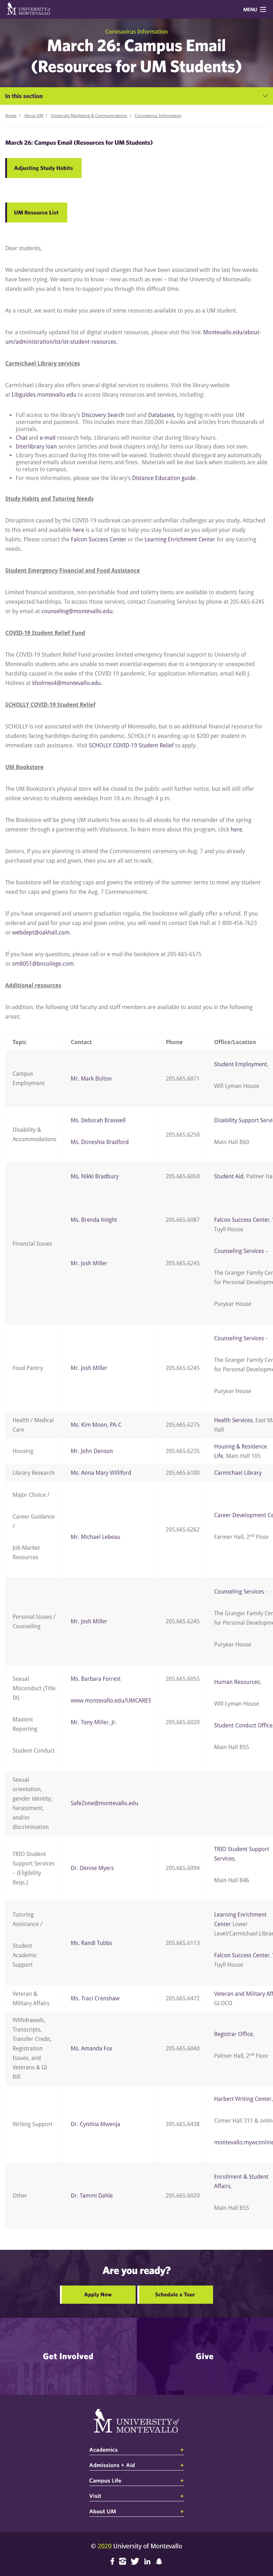 UNIVERSITY OF
MONTEVALLO
MENU
Coronavirus Information
March 26: Campus Email
(Resources for UM Students)
In this section
Home / About UM / University Marketing & Communications / Coronavirus Information
March 26: Campus Email (Resources for UM Students)
Adjusting Study Habits
UM Resource List
Dear students,
We understand the uncertainty and rapid changes that have happened this week and last
week. It is hard to know what is going to happen next, so know that we at the University of Montevallo
stands with you and is here to support you through this difficult time.
As a result, we want to make you aware of some resources available to you as a UM student.
For a continually updated list of digital student resources, please visit this link: Montevallo.edu/about-
um/administration/ist/ist-student-resources.
Carmichael Library services
Carmichael Library also offers several digital services to students. Visit the library website
at Libguides.montevallo.edu to access library resources and services, including:
Full access to the library's Discovery Search tool and Databases, by logging in with your UM
username and password.  This includes more than 200,000 e-books and articles from thousands of
journals.
Chat and e-mail research help. Librarians will monitor chat during library hours.
Interlibrary loan service (articles and book chapters only) for items our library does not own.
Library fines accrued during this time will be waived. Students should disregard automatically
generated emails about overdue items and fines.  Materials will be due back when students are able
to return to campus.
For more information, please see the library's Distance Education guide.
Study Habits and Tutoring Needs
Disruptions caused by the COVID-19 outbreak can present unfamiliar challenges as you study. Attached
to this email and available here is a list of tips to help you stay focused as you adjust your study
habits. Please contact the Falcon Success Center or the Learning Enrichment Center for any tutoring
needs.
Student Emergency Financial and Food Assistance
Limited financial assistance, non-perishable food and toiletry items are available to students facing
unexpected hardships. To access those services, contact Counseling Services by phone at 205-665-6245
or by email at counseling@montevallo.edu.
COVID-19 Student Relief Fund
The COVID-19 Student Relief Fund provides limited emergency financial support to University of
Montevallo students who are unable to meet essential expenses due to a temporary or unexpected
hardship caused in the wake of the COVID-19 pandemic. For application information, email Kelli J.
Holmes at kholmes4@montevallo.edu.
SCHOLLY COVID-19 Student Relief
SCHOLLY is not associated with the University of Montevallo, but is an additional financial resource for
students facing hardships during this pandemic. SCHOLLY is awarding up to $200 per student in
immediate cash assistance.  Visit SCHOLLY COVID-19 Student Relief to apply.
UM Bookstore
The UM Bookstore's physical store will be closed to the public until further notice, but will still offer
online services to students weekdays from 10 a.m. through 4 p.m.
The Bookstore will be giving UM students free access to all ebooks for the remainder of the spring
semester through a partnership with Vitalsource. To learn more about this program, click here.
Seniors, if you are planning to attend the Commencement ceremony on Aug. 7 and you already
purchased a cap and gown, then you are all set to walk.
The bookstore will be stocking caps and gowns the entirety of the summer terms to meet any student
need for caps and gowns for the Aug. 7 Commencement.
If you have unopened and unworn graduation regalia, the bookstore will gladly offer a refund. If you
ordered and paid for your cap and gown online, you will need to contact Oak Hall at 1-800-456-7623
or webdept@oakhall.com.
If you have any questions, please call or e-mail the bookstore at 205-665-6575
or sm8051@bncollege.com.
Additional resources
In addition, the following UM faculty and staff members are available to assist you in the following
areas:
Topic Contact Phone Office/Location
Campus
Employment
Mr. Mark Bolton
205.665.6071
Student Employment,
Will Lyman House
Disability &
Accommodations
Ms. Deborah Braswell
Ms. Doneshia Bradford
205.665.6250
Disability Support Servi
Main Hall B60
Financial Issues
Ms. Nikki Bradbury
Ms. Brenda Knight
Mr. Josh Miller
205.665.6050
205.665.6087
205.665.6245
Student Aid, Palmer Ha
Falcon Success Center,
Tuyll House
Counseling Services –
The Granger Family Cen
for Personal Developme
Puryear House
Food Pantry
Mr. Josh Miller
205.665.6245
Counseling Services –
The Granger Family Cen
for Personal Developme
Puryear House
Health / Medical
Care
Ms. Kim Moon, PA-C
205.665.6275
Health Services, East Ma
Hall
Housing
Mr. John Denson
205.665.6235
Housing & Residence
Life, Main Hall 105
Library Research
Ms. Anna Mary Williford
205.665.6100
Carmichael Library
Major Choice /
Career Guidance
/
Job Market
Resources
Mr. Michael Lebeau
205.665.6262
Career Development Ce
Farmer Hall, 2nd Floor
Personal Issues /
Counseling
Mr. Josh Miller
205.665.6245
Counseling Services –
The Granger Family Cen
for Personal Developme
Puryear House
Sexual
Misconduct (Title
IX)
Maxient
Reporting
Student Conduct
Ms. Barbara Forrest
www.montevallo.edu/UMCARES
Mr. Tony Miller, Jr.
205.665.6055
205.665.6020
Human Resources,
Will Lyman House
Student Conduct Office
Main Hall B55
Sexual
orientation,
gender identity,
harassment,
and/or
discrimination
SafeZone@montevallo.edu
TRIO Student
Support Services
– (Eligibility
Reqs.)
Dr. Denise Myers
205.665.6094
TRIO Student Support
Services,
Main Hall B46
Tutoring
Assistance /
Student
Academic
Support
Ms. Randi Tubbs
205.665.6113
Learning Enrichment
Center Lower
Level/Carmichael Librar
Falcon Success Center,
Tuyll House
Veteran &
Military Affairs
Ms. Traci Crenshaw
205.665.6472
Veteran and Military Aff
GLOCO
Withdrawals,
Transcripts,
Transfer Credit,
Registration
Issues, and
Veterans & GI
Bill
Ms. Amanda Fox
205.665.6040
Registrar Office,
Palmer Hall, 2nd Floor
Writing Support
Dr. Cynthia Mwenja
205.665.6438
Harbert Writing Center,
Comer Hall 311 & onlin
montevallo.mywconline
Other
Dr. Tammi Dahle
205.665.6020
Enrollment & Student
Affairs,
Main Hall B55
Are you ready?
Apply Now
Schedule a Tour
Get Involved
Give
UNIVERSITY OF
MONTEVALLO
Academics +
Admissions + Aid +
Campus Life +
Visit +
About UM +
© 2020 University of Montevallo